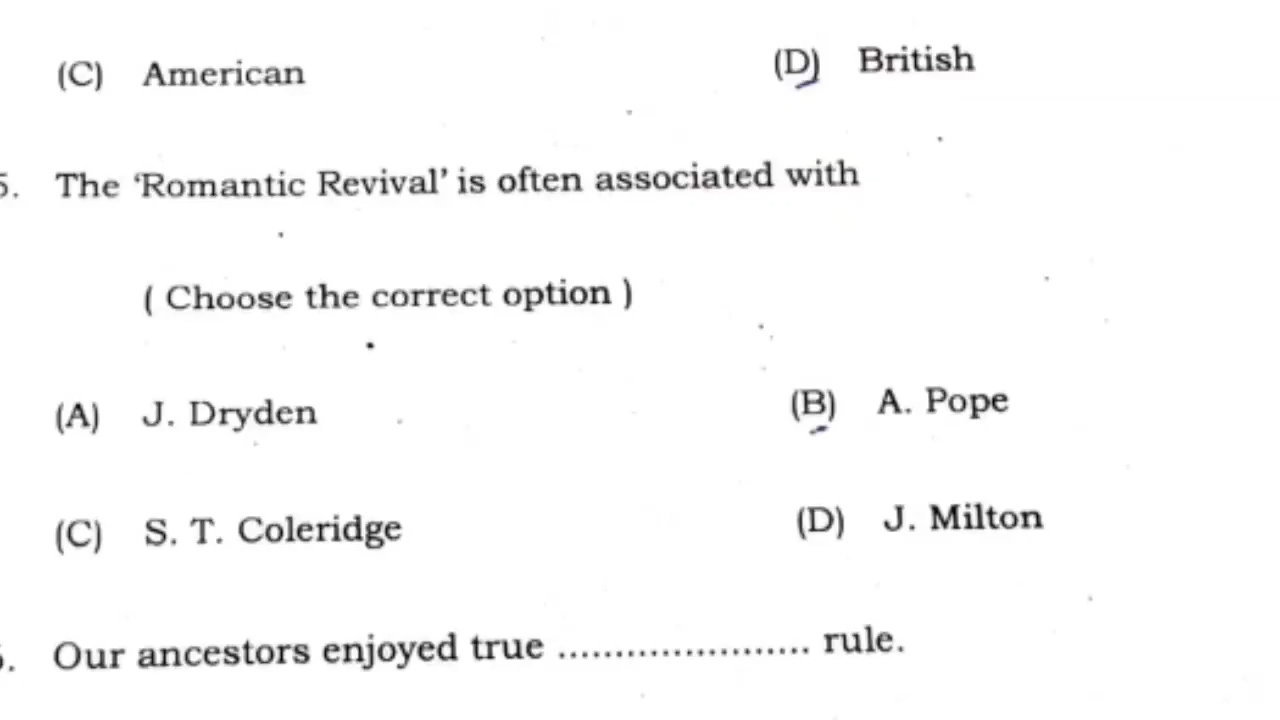 (C) American (D) British
5. The ‘Romantic Revival’ is often associated with
( Choose the correct option )
(A) J. Dryden (B) A. Pope
(C) S. T. Coleridge (D) J. Milton
. Our ancestors enjoyed true ...................... rule.